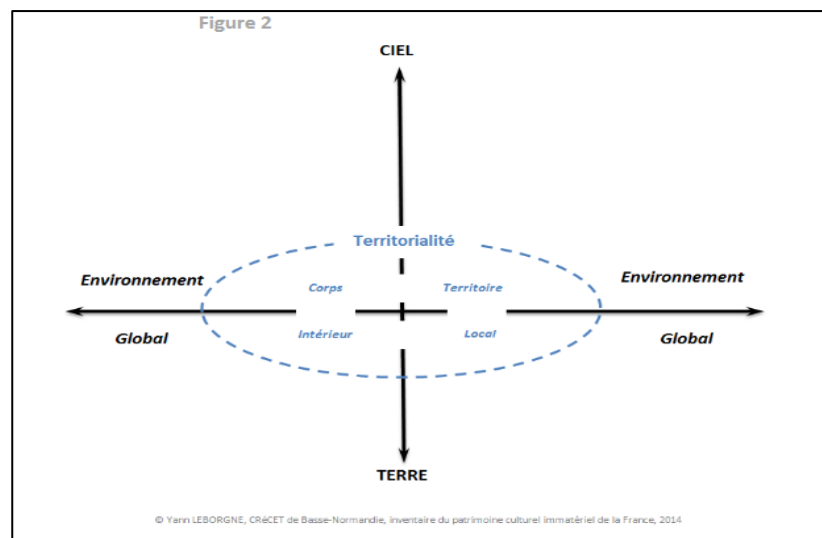 Figure 2
CIEL
Territorialité
Environnement
Corps
Territoire
Environnement
Global
Intérieur
Local
Global
TERRE
© Yann LEBORGNE, CRéCET de Basse-Normandie, inventaire du patrimoine culturel immatériel de la France, 2014